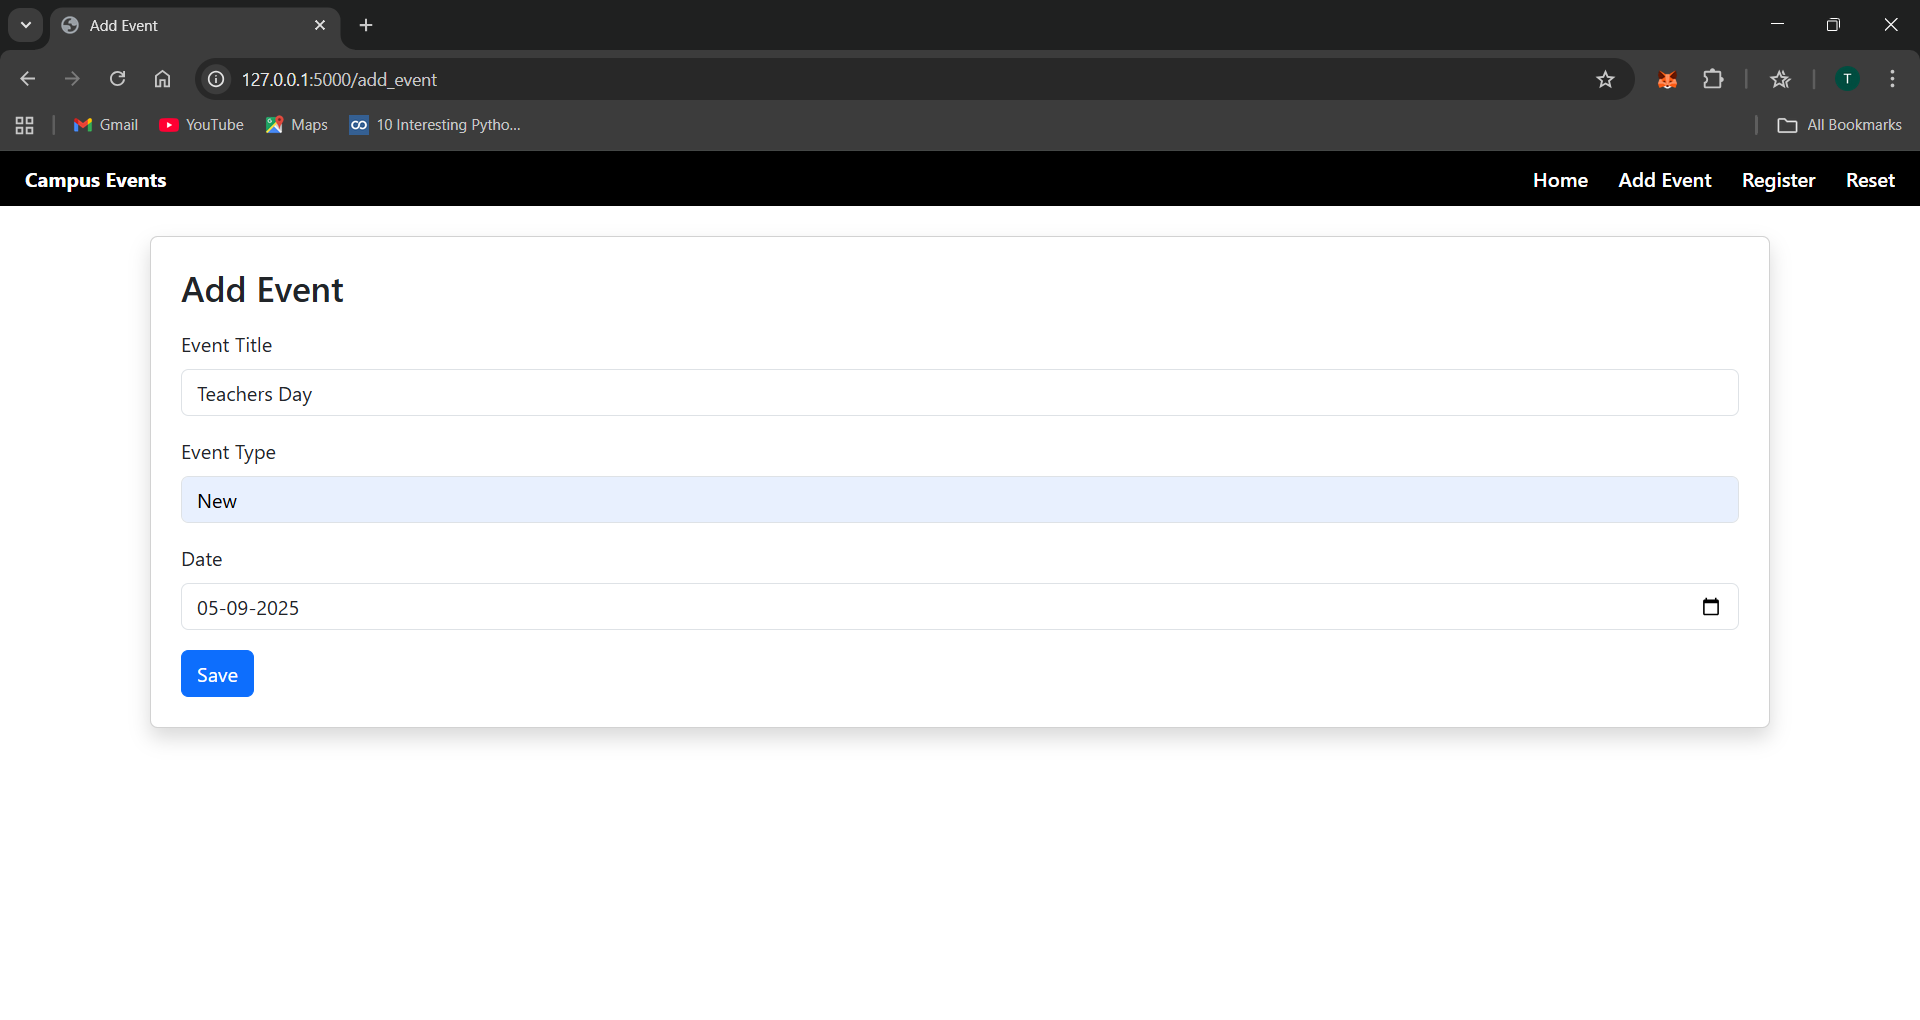 Add Event
127.0.0.1:5000/add_event
T
Gmail
YouTube
Maps
10 Interesting Pytho...
All Bookmarks
Campus Events
Home
Add Event
Register
Reset
Add Event
Event Title
Teachers Day
Event Type
New
Date
05-09-2025
Save